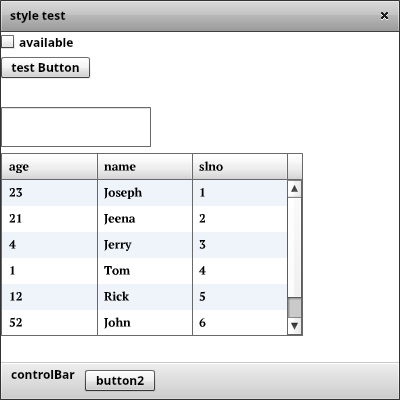 style test
available
test Button
age name slno
23 Joseph 1
21 Jeena 2
4 Jerry 3
1 Tom 4
12 Rick 5
52 John 6
controlBar button2